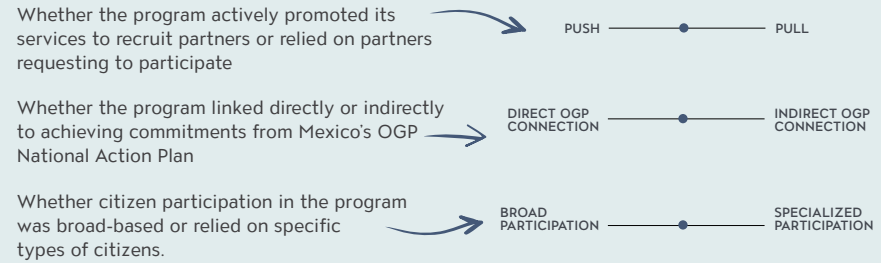 Whether the program actively promoted its
services to recruit partners or relied on partners
requesting to participate
PUSH
PULL
Whether the program linked directly or indirectly
to achieving commitments from Mexico's OGP
National Action Plan
DIRECT OGP
CONNECTION
INDIRECT OGP
CONNECTION
Whether citizen participation in the program
was broad-based or relied on specific
types of citizens.
BROAD
PARTICIPATION
SPECIALIZED
PARTICIPATION